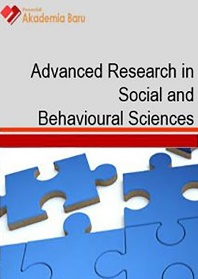 Akademia Baru
Advanced Research in
Social and
Behavioural Sciences